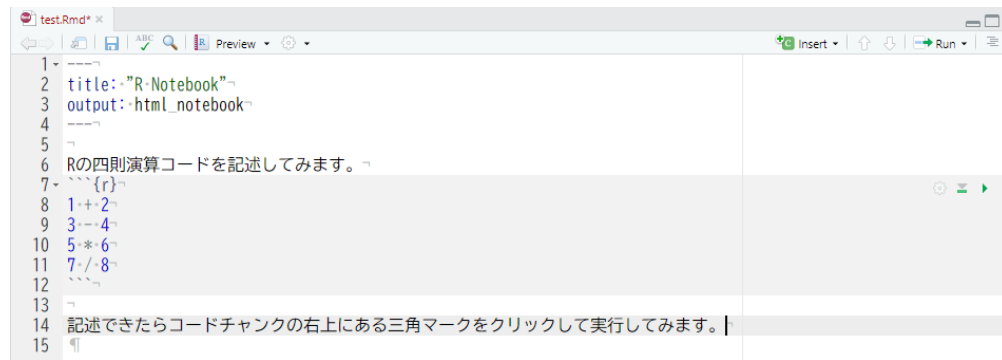 test.Rmd*
ABC Preview Insert Run
1 ---
2 title: "R Notebook"
3 output: html_notebook
4 ---
5
6 Rの四則演算コードを記述してみます。
7 ```{r}
8 1 + 2
9 3 - 4
10 5 * 6
11 7 / 8
12 ```
13
14 記述できたらコードチャンクの右上にある三角マークをクリックして実行してみます。
15